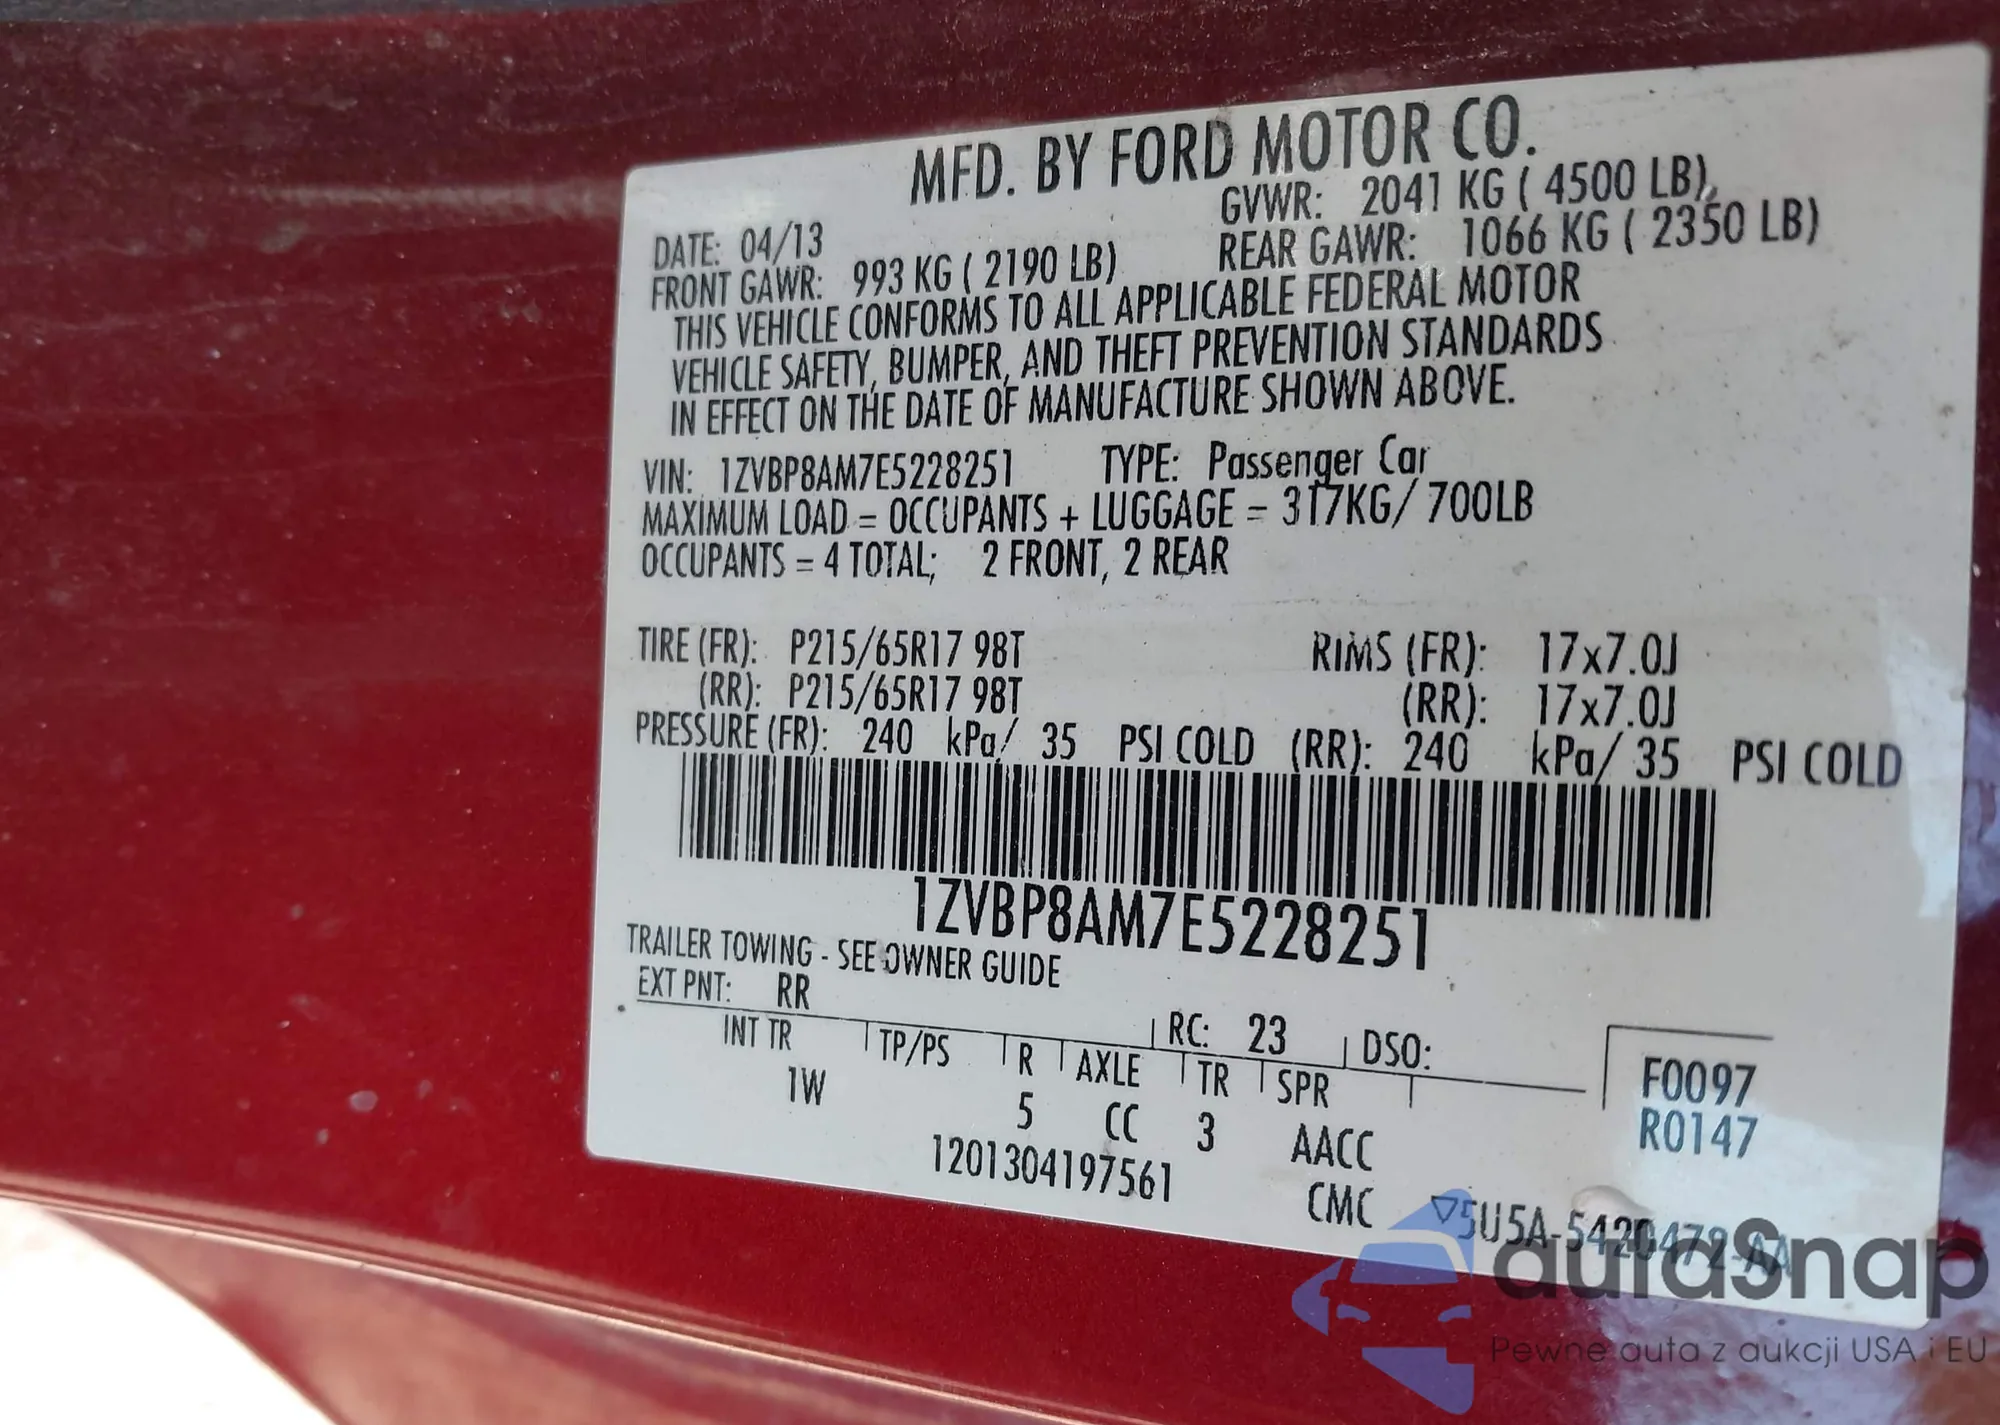 MFD. BY FORD MOTOR CO.
DATE: 04/13 GVWR: 2041 KG ( 4500 LB),
FRONT GAWR: 993 KG ( 2190 LB) REAR GAWR: 1066 KG ( 2350 LB)
THIS VEHICLE CONFORMS TO ALL APPLICABLE FEDERAL MOTOR
VEHICLE SAFETY, BUMPER, AND THEFT PREVENTION STANDARDS
IN EFFECT ON THE DATE OF MANUFACTURE SHOWN ABOVE.
VIN: 1ZVBP8AM7E5228251 TYPE: Passenger Car
MAXIMUM LOAD = OCCUPANTS + LUGGAGE = 317KG/ 700LB
OCCUPANTS = 4 TOTAL; 2 FRONT, 2 REAR
TIRE (FR): P215/65R17 98T RIMS (FR): 17x7.0J
(RR): P215/65R17 98T (RR): 17x7.0J
PRESSURE (FR): 240 kPa/ 35 PSI COLD (RR): 240 kPa/ 35 PSI COLD
1ZVBP8AM7E5228251
TRAILER TOWING - SEE OWNER GUIDE
EXT PNT: RR RC: 23 DSO:
INT TR TP/PS R AXLE TR SPR F0097
1W 5 CC 3 AACC R0147
1201304197561 CMC ▽5U5A-5420472-AA
autaSnap
Pewne auta z aukcji USA i EU